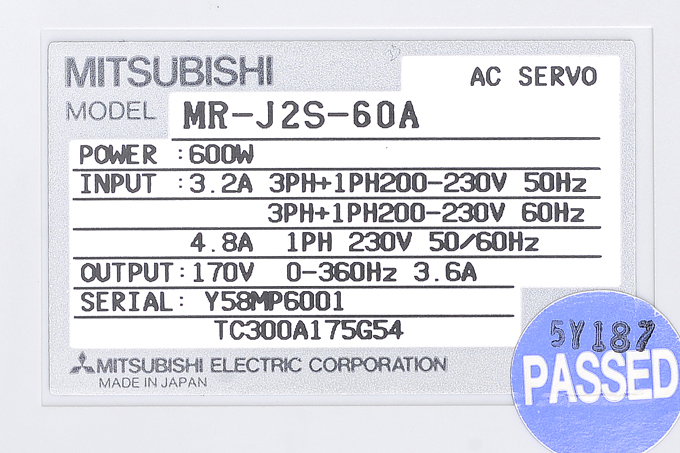 MITSUBISHI
AC SERVO
MODEL MR-J2S-60A
POWER :600W
INPUT :3.2A 3PH+1PH200-230V 50Hz
3PH+1PH200-230V 60Hz
4.8A 1PH 230V 50/60Hz
OUTPUT:170V 0-360Hz 3.6A
SERIAL: Y58MP6001
TC300A175G54
MITSUBISHI ELECTRIC CORPORATION
MADE IN JAPAN
5Y187
PASSED